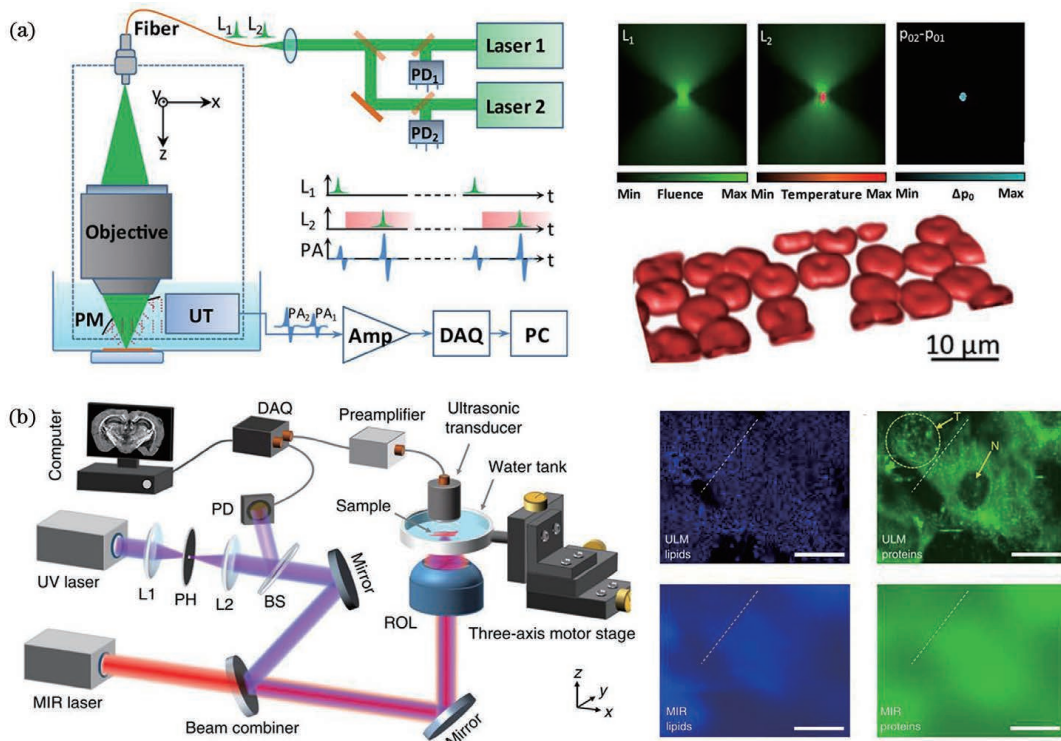 (a)
Fiber
L₁ L₂
Laser 1
PD₁
Laser 2
PD₂
y
x
z
Objective
PM
UT
PA₂ PA₁
Amp
DAQ
PC
L₁
t
L₂
t
PA
t
L₁
L₂
p₀₂-p₀₁
Min Fluence Max
Min Temperature Max
Min Δp₀ Max
10 μm
(b)
Computer
DAQ
Preamplifier
Ultrasonic
transducer
Water tank
Sample
PD
UV laser
L1
PH
L2
BS
Mirror
ROL
Three-axis motor stage
MIR laser
Beam combiner
Mirror
z
y
x
ULM
lipids
T
N
ULM
proteins
MIR
lipids
MIR
proteins